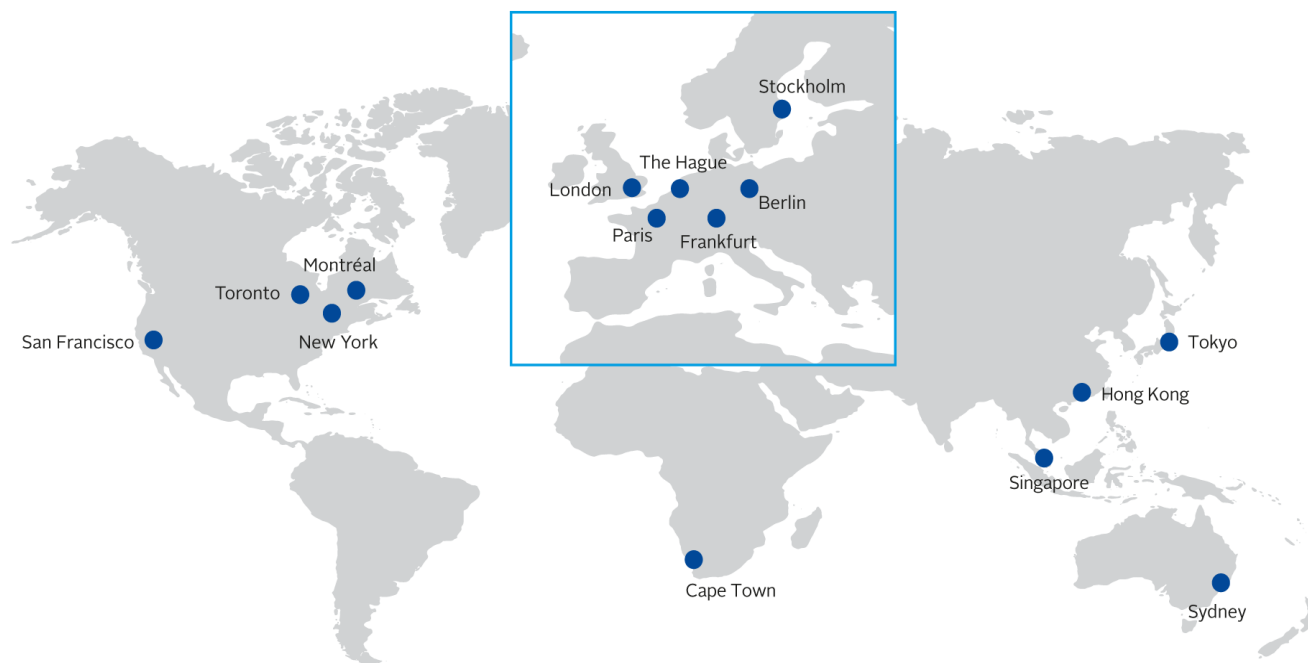 Stockholm
The Hague
London
Berlin
Paris
Frankfurt
Montréal
Toronto
New York
San Francisco
Tokyo
Hong Kong
Singapore
Cape Town
Sydney